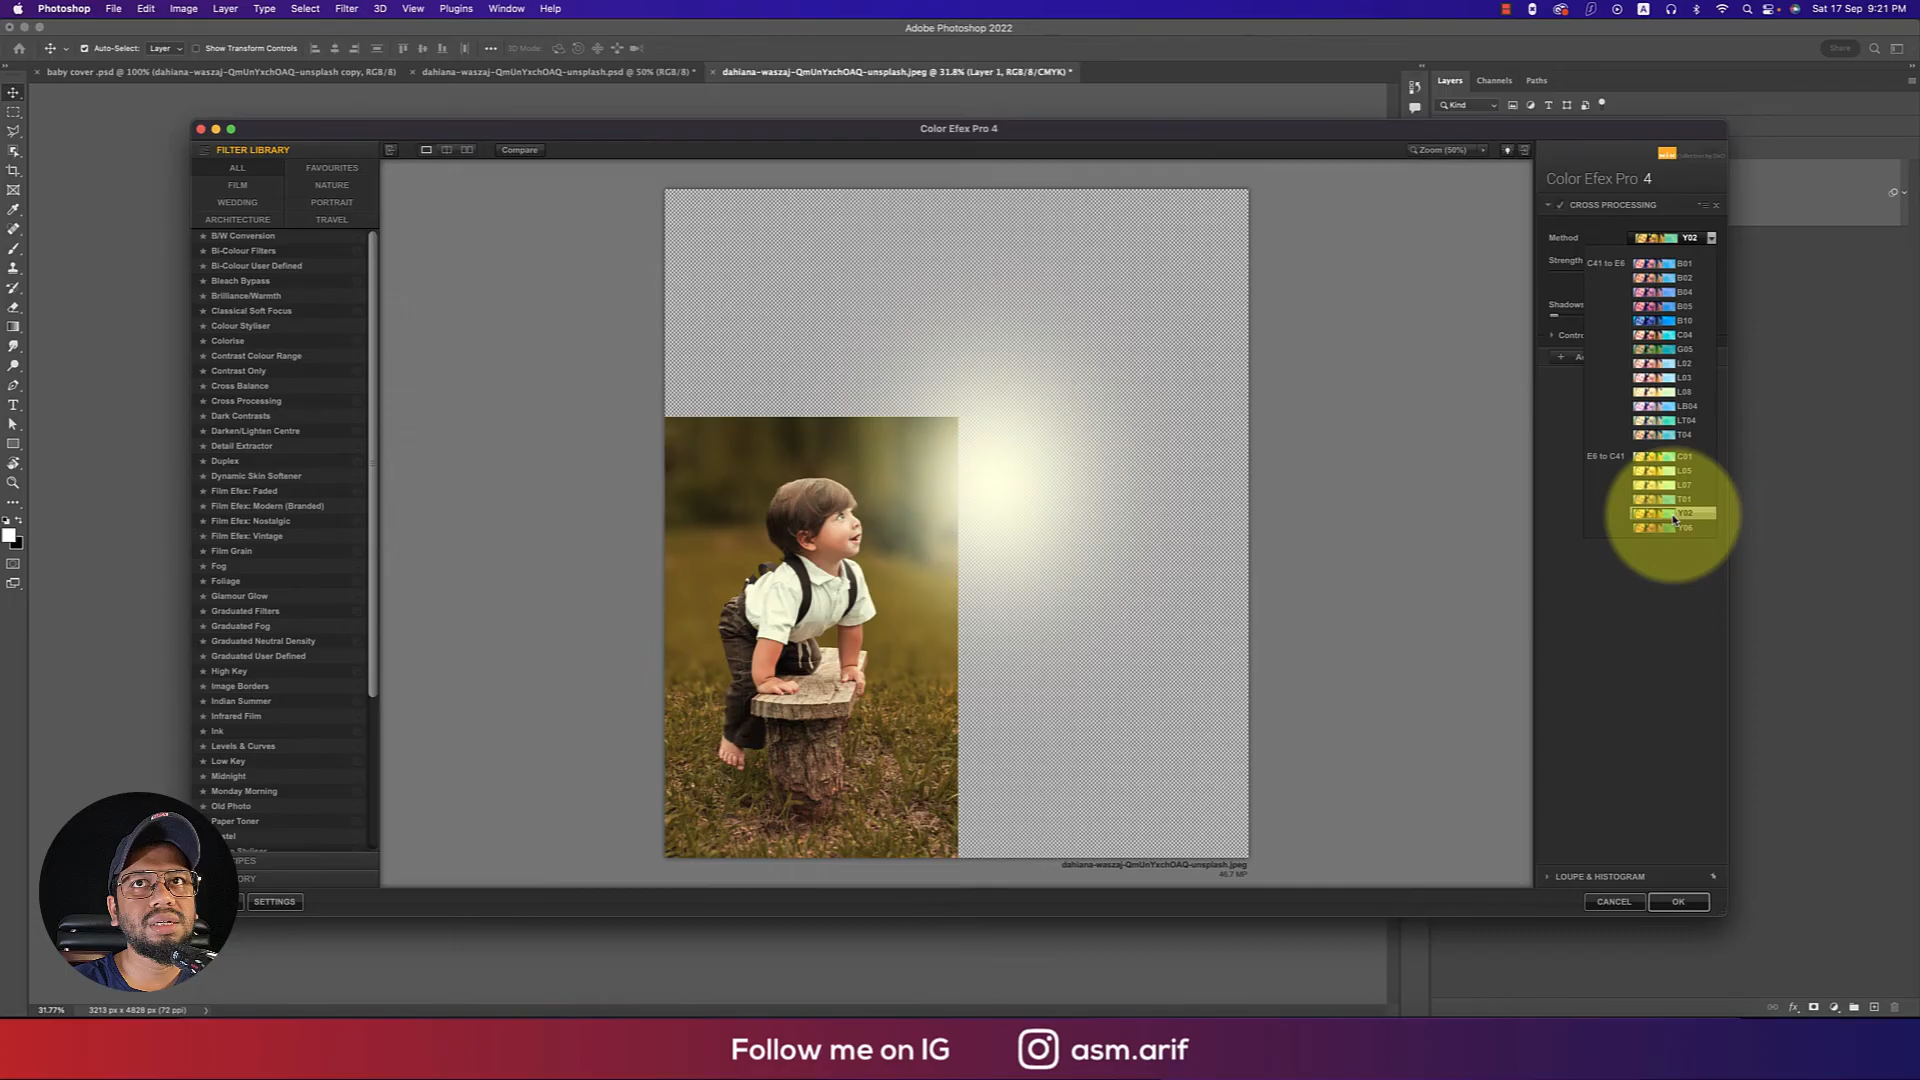 Photoshop File Edit Image Layer Type Select Filter 3D View Plugins Window Help
Sat 17 Sep 9:21 PM
Adobe Photoshop 2022
Auto-Select: Layer Show Transform Controls 3D Mode: Share
baby cover .psd @ 100% (dahiana-waszaj-QmUnYxchOAQ-unsplash copy, RGB/8)
dahiana-waszaj-QmUnYxchOAQ-unsplash.psd @ 50% (RGB/8) *
dahiana-waszaj-QmUnYxchOAQ-unsplash.jpeg @ 31.8% (Layer 1, RGB/8/CMYK) *
Layers Channels Paths
Kind
Color Efex Pro 4
FILTER LIBRARY
Compare
Zoom (50%)
ALL FAVOURITES
FILM NATURE
WEDDING PORTRAIT
ARCHITECTURE TRAVEL
B/W Conversion
Bi-Colour Filters
Bi-Colour User Defined
Bleach Bypass
Brilliance/Warmth
Classical Soft Focus
Colour Styliser
Colorise
Contrast Colour Range
Contrast Only
Cross Balance
Cross Processing
Dark Contrasts
Darken/Lighten Centre
Detail Extractor
Duplex
Dynamic Skin Softener
Film Efex: Faded
Film Efex: Modern (Branded)
Film Efex: Nostalgic
Film Efex: Vintage
Film Grain
Fog
Foliage
Glamour Glow
Graduated Filters
Graduated Fog
Graduated Neutral Density
Graduated User Defined
High Key
Image Borders
Indian Summer
Infrared Film
Ink
Levels & Curves
Low Key
Midnight
Monday Morning
Old Photo
Paper Toner
SETTINGS
dahiana-waszaj-QmUnYxchOAQ-unsplash.jpeg
46.7 MP
Collection by DxO
Color Efex Pro 4
CROSS PROCESSING
Method Y02
Strength
Shadows
C41 to E6 B01
B02
B04
B05
B10
C04
G05
L02
L03
L08
LB04
LT04
T04
E6 to C41 C01
L05
L07
T01
Y02
Y06
LOUPE & HISTOGRAM
CANCEL OK
31.77% 3213 px x 4828 px (72 ppi)
Follow me on IG asm.arif